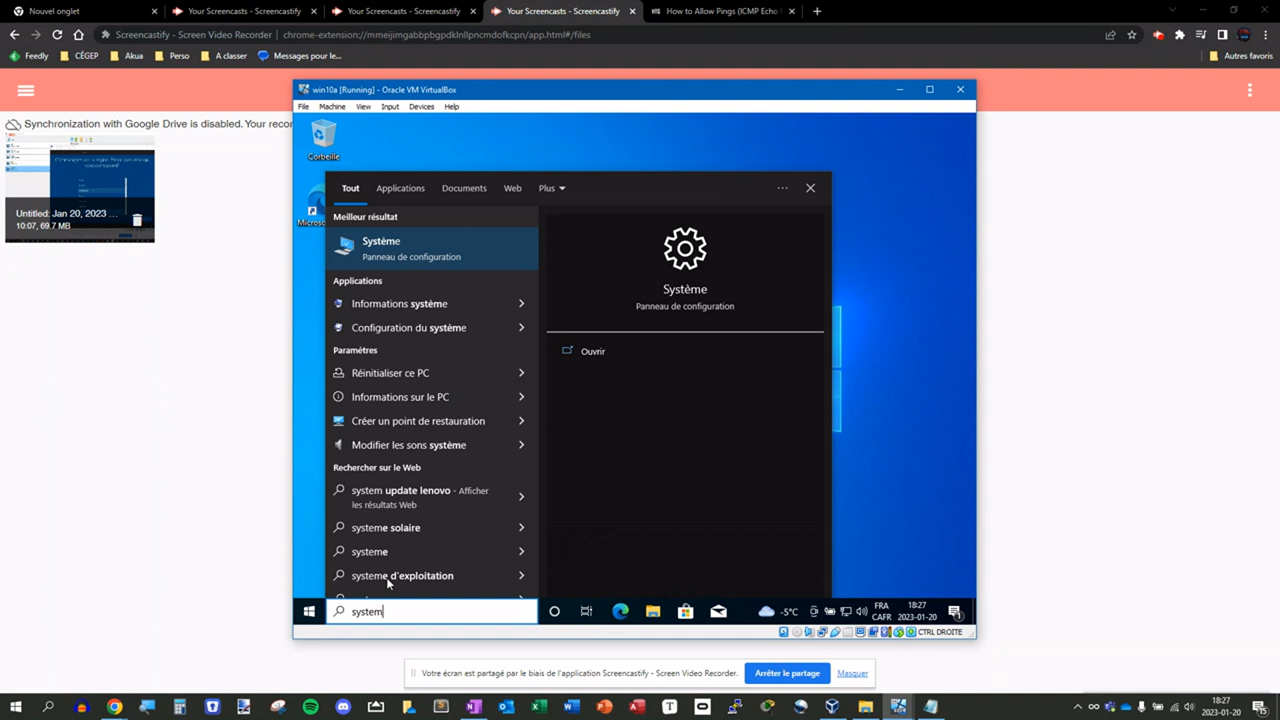 Nouvel onglet
Your Screencasts - Screencastify
Your Screencasts - Screencastify
Your Screencasts - Screencastify
How to Allow Pings (ICMP Echo
Screencastify - Screen Video Recorder
chrome-extension://mmeijimgabbpbgpdklnllpncmdofkcpn/app.html#/files
Feedly
CÉGEP
Akua
Perso
A classer
Messages pour le...
Autres favoris
Synchronization with Google Drive is disabled. Your recor
Untitled: Jan 20, 2023 ...
10:07, 69.7 MB
win10a [Running] - Oracle VM VirtualBox
File Machine View Input Devices Help
Corbeille
Microso
Tout Applications Documents Web Plus
Meilleur résultat
Système
Panneau de configuration
Applications
Informations système
Configuration du système
Paramètres
Réinitialiser ce PC
Informations sur le PC
Créer un point de restauration
Modifier les sons système
Rechercher sur le Web
system update lenovo - Afficher
les résultats Web
systeme solaire
systeme
systeme d'exploitation
Système
Panneau de configuration
Ouvrir
system
-5°C
FRA
CAFR
18:27
2023-01-20
1
CTRL DROITE
Votre écran est partagé par le biais de l'application Screencastify - Screen Video Recorder.
Arrêter le partage
Masquer
18:27
2023-01-20
15